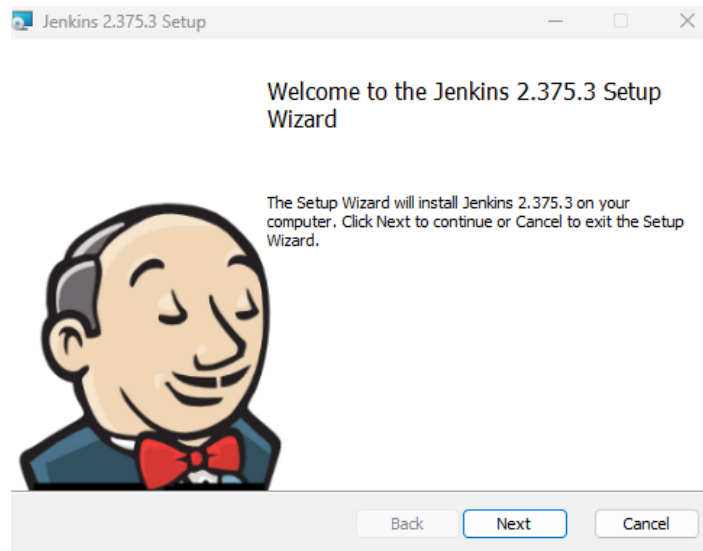 Jenkins 2.375.3 Setup
Welcome to the Jenkins 2.375.3 Setup
Wizard
The Setup Wizard will install Jenkins 2.375.3 on your
computer. Click Next to continue or Cancel to exit the Setup
Wizard.
Back
Next
Cancel